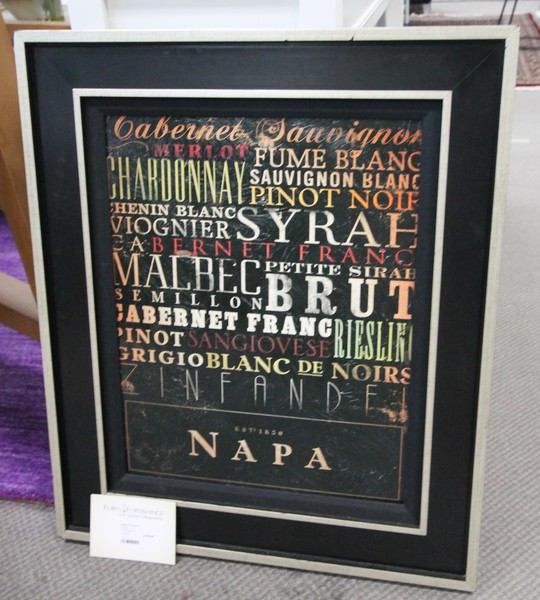 Cabernet Sauvignon
MERLOT FUME BLANC
CHARDONNAY SAUVIGNON BLANC
PINOT NOIR
CHENIN BLANC SYRAH
VIOGNIER
CABERNET FRANC
MALBEC PETITE SIRAH
SEMILLON BRUT
CABERNET FRANC RIESLING
PINOT SANGIOVESE
GRIGIO BLANC DE NOIRS
ZINFANDEL
EST. 1850
NAPA